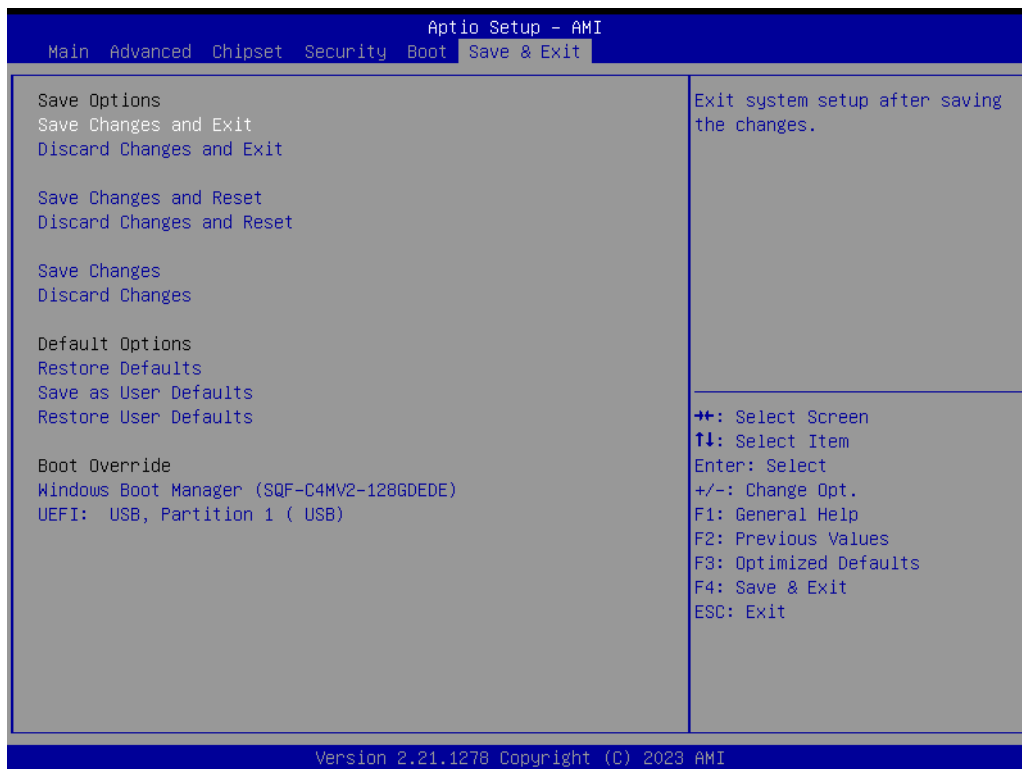 Aptio Setup - AMI
Main Advanced Chipset Security Boot Save & Exit
Save Options
Save Changes and Exit
Discard Changes and Exit
Save Changes and Reset
Discard Changes and Reset
Save Changes
Discard Changes
Default Options
Restore Defaults
Save as User Defaults
Restore User Defaults
Boot Override
Windows Boot Manager (SQF-C4MV2-128GDEDE)
UEFI:  USB, Partition 1 ( USB)
Exit system setup after saving
the changes.
→←: Select Screen
↑↓: Select Item
Enter: Select
+/-: Change Opt.
F1: General Help
F2: Previous Values
F3: Optimized Defaults
F4: Save & Exit
ESC: Exit
Version 2.21.1278 Copyright (C) 2023 AMI